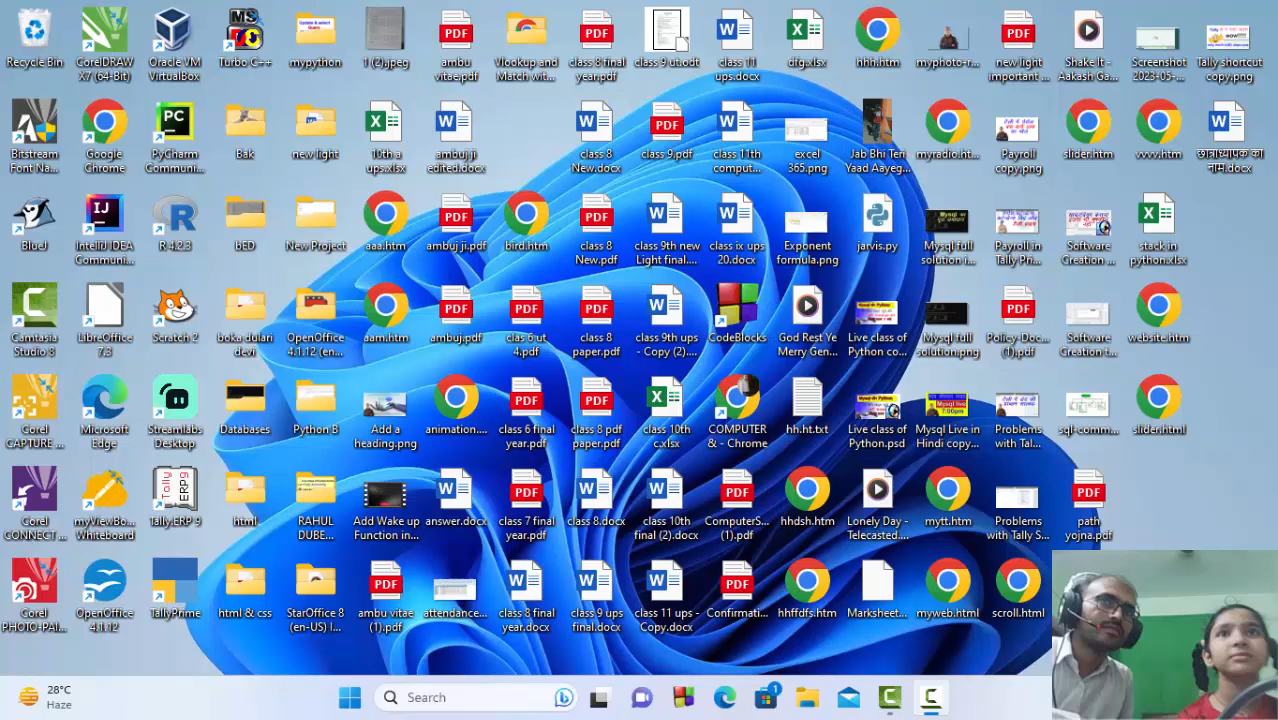 Recycle Bin
CorelDRAW
X7 (64-Bit)
Oracle VM
VirtualBox
Turbo C++
mypython
1 (2).jpeg
ambu
vitae.pdf
Vlookup and
Match wit...
class 8 final
year.pdf
class 9 ut.odt
class 11
ups.docx
dfg.xlsx
hhh.htm
myphoto-r...
new light
important ...
Shake It -
Aakash Ga...
Screenshot
2023-05-...
Tally shortcut
copy.png
Bitstream
Font Na...
Google
Chrome
PyCharm
Communi...
Bak
new light
10th a
ups.xlsx
ambuj ji
edited.docx
class 8
New.docx
class 9.pdf
class 11th
comput...
excel
365.png
Jab Bhi Teri
Yaad Aayeg...
myradio.ht...
Payroll
copy.png
slider.htm
vvvv.htm
छात्राध्यापक का
नाम.docx
BlueJ
IntelliJ IDEA
Communi...
R 4.2.3
bED
New Project
aaa.htm
ambuj ji.pdf
bird.htm
class 8
New.pdf
class 9th new
Light final....
class ix ups
20.docx
Exponent
formula.png
jarvis.py
Mysql full
solution i...
Payroll in
Tally Pri...
Software
Creation ...
stack in
python.xlsx
Camtasia
Studio 8
LibreOffice
7.3
Scratch 2
boka dulari
devi
OpenOffice
4.1.12 (en...
aam.htm
ambuj.pdf
clas 6 ut
4.pdf
class 8
paper.pdf
class 9th ups
- Copy (2)....
CodeBlocks
God Rest Ye
Merry Gen...
Live class of
Python co...
Mysql full
solution.png
Policy-Doc...
(1).pdf
Software
Creation t...
website.htm
Corel
CAPTURE ...
Microsoft
Edge
Streamlabs
Desktop
Databases
Python B
Add a
heading.png
animation....
class 6 final
year.pdf
class 8 pdf
paper.pdf
class 10th
c.xlsx
COMPUTER
& - Chrome
hh.ht.txt
Live class of
Python.psd
Mysql Live in
Hindi copy...
Problems
with Tal...
sql-comm...
slider.html
Corel
CONNECT ...
myViewBo...
Whiteboard
Tally.ERP 9
html
RAHUL
DUBE...
Add Wake up
Function in...
answer.docx
class 7 final
year.pdf
class 8.docx
class 10th
final (2).docx
ComputerS...
(1).pdf
hhdsh.htm
Lonely Day -
Telecasted....
mytt.htm
Problems
with Tally S...
path
yojna.pdf
Corel
PHOTO-PAI...
OpenOffice
4.1.12
TallyPrime
html & css
StarOffice 8
(en-US) I...
ambu vitae
(1).pdf
attendance...
class 8 final
year.docx
class 9 ups
final.docx
class 11 ups -
Copy.docx
Confirmati...
hhffdfs.htm
Marksheet...
myweb.html
scroll.html
28°C
Haze
Search
1